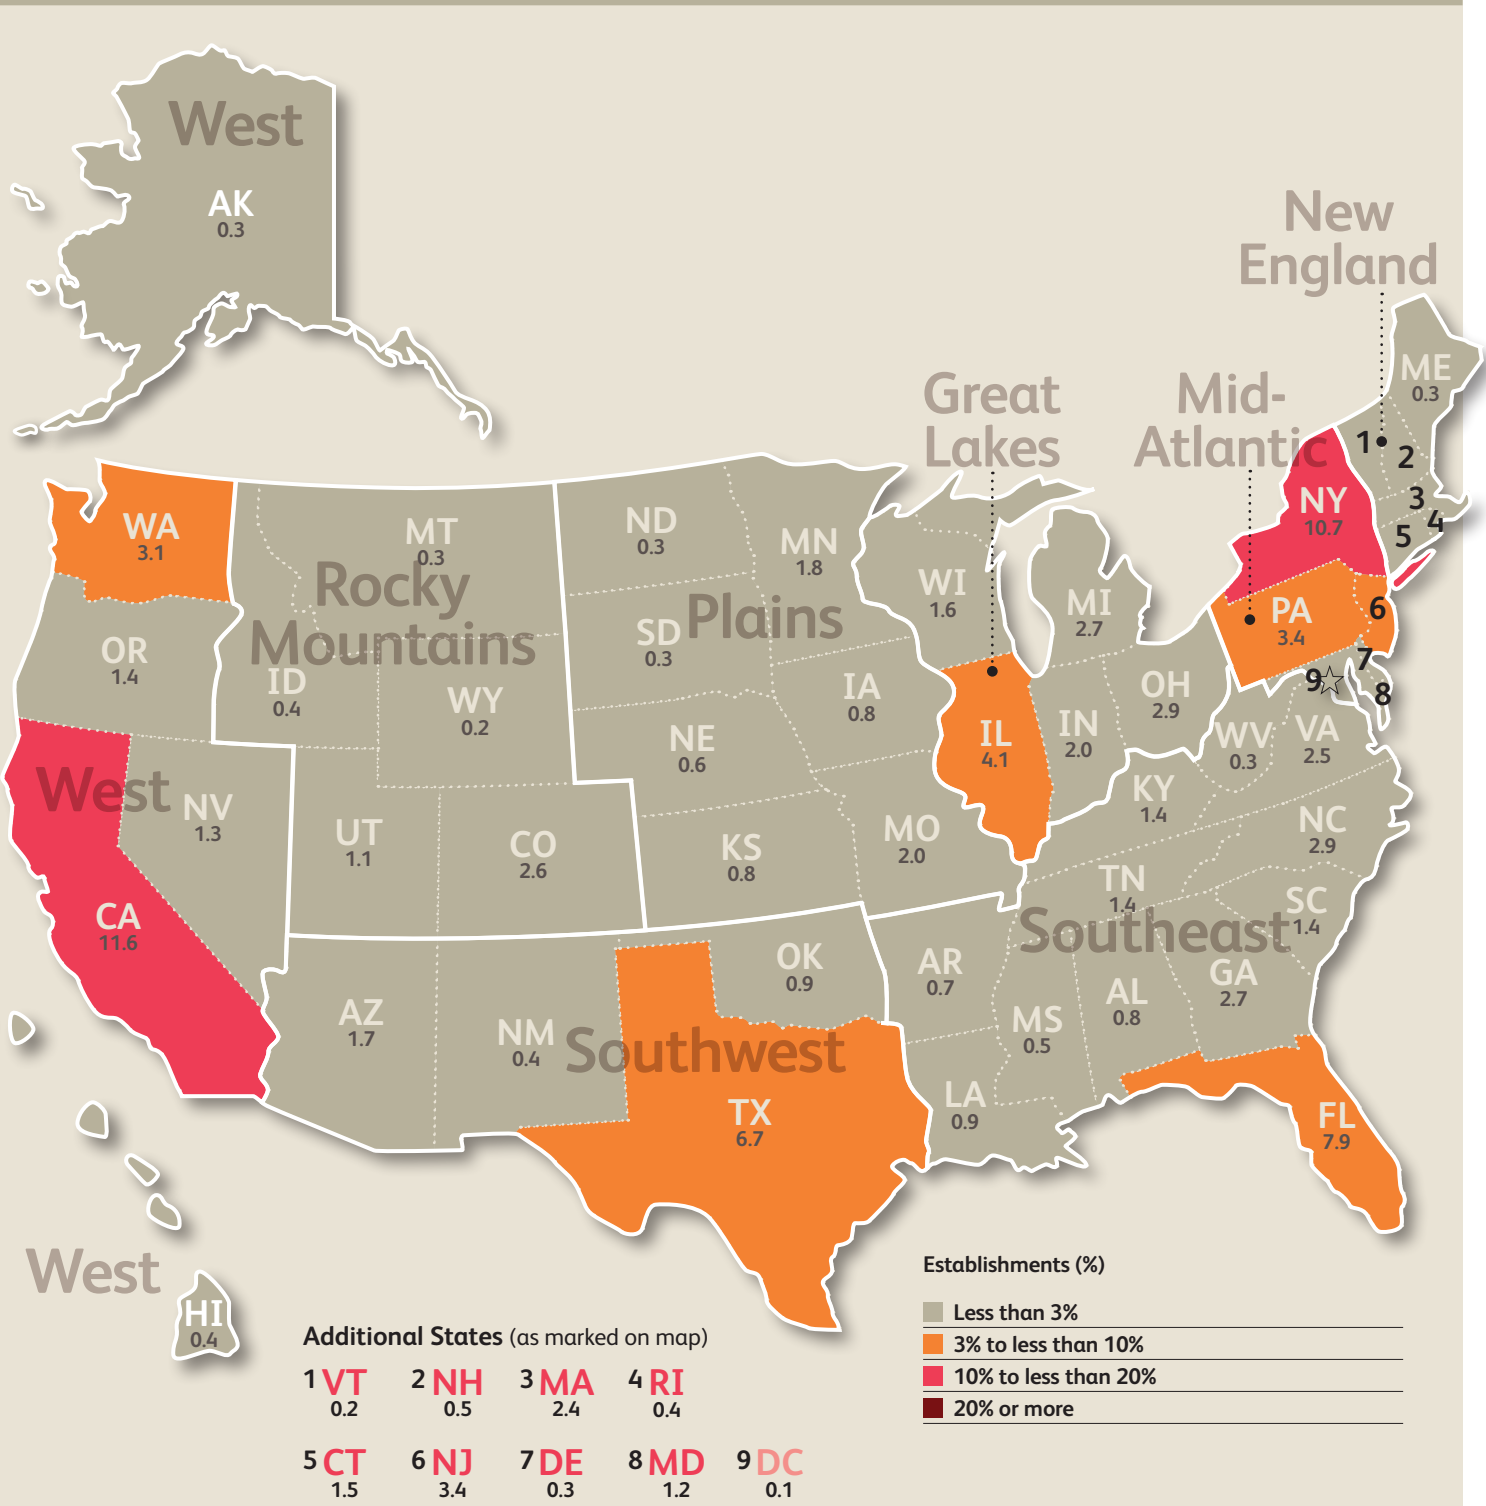 West
AK
0.3
New
England
ME
0.3
Great
Lakes
Mid-
Atlantic
1
2
3
4
5
NY
10.7
WA
3.1
MT
0.3
ND
0.3
MN
1.8
Rocky
Mountains
Plains
WI
1.6
MI
2.7
PA
3.4
6
7
8
9
OR
1.4
ID
0.4
WY
0.2
SD
0.3
IA
0.8
NE
0.6
IL
4.1
IN
2.0
OH
2.9
WV
0.3
VA
2.5
West
NV
1.3
UT
1.1
CO
2.6
KS
0.8
MO
2.0
KY
1.4
NC
2.9
TN
1.4
SC
1.4
Southeast
CA
11.6
AZ
1.7
NM
0.4
OK
0.9
AR
0.7
MS
0.5
AL
0.8
GA
2.7
Southwest
TX
6.7
LA
0.9
FL
7.9
West
HI
0.4
Additional States (as marked on map)
1 VT 2 NH 3 MA 4 RI
0.2 0.5 2.4 0.4
5 CT 6 NJ 7 DE 8 MD 9 DC
1.5 3.4 0.3 1.2 0.1
Establishments (%)
Less than 3%
3% to less than 10%
10% to less than 20%
20% or more